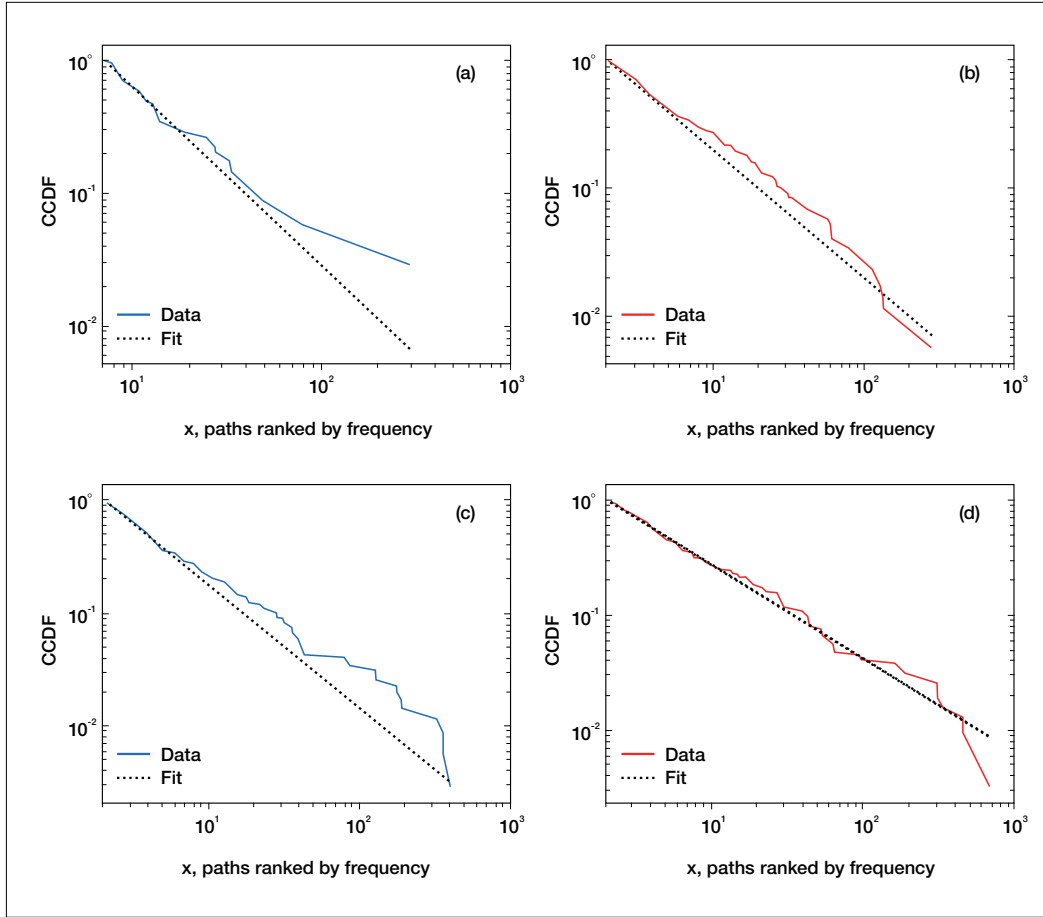 (a)
10⁰
10⁻¹
10⁻²
CCDF
Data
Fit
10¹
10²
10³
x, paths ranked by frequency
(b)
10⁰
10⁻¹
10⁻²
CCDF
Data
Fit
10¹
10²
10³
x, paths ranked by frequency
(c)
10⁰
10⁻¹
10⁻²
CCDF
Data
Fit
10¹
10²
10³
x, paths ranked by frequency
(d)
10⁰
10⁻¹
10⁻²
CCDF
Data
Fit
10¹
10²
10³
x, paths ranked by frequency